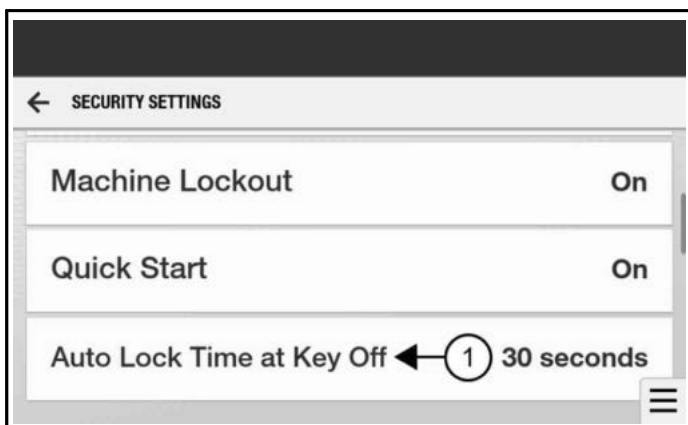 SECURITY SETTINGS
Machine Lockout On
Quick Start On
Auto Lock Time at Key Off 1 30 seconds